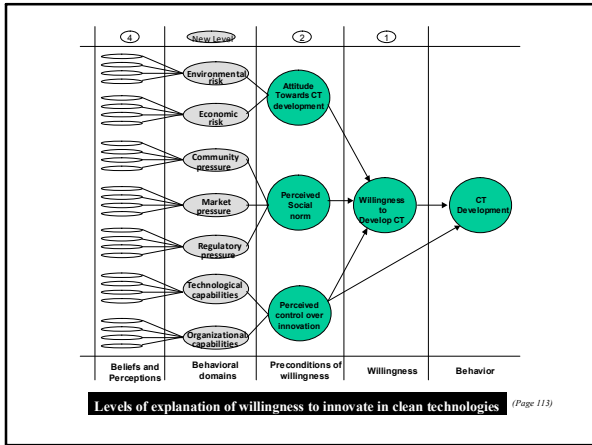 4
New Level
2
1
Environmental
risk
Economic
risk
Community
pressure
Market
pressure
Regulatory
pressure
Technological
capabilities
Organizational
capabilities
Attitude
Towards CT
development
Perceived
Social
norm
Perceived
control over
innovation
Willingness
to
Develop CT
CT
Development
Beliefs and
Perceptions
Behavioral
domains
Preconditions of
willingness
Willingness
Behavior
Levels of explanation of willingness to innovate in clean technologies
(Page 113)